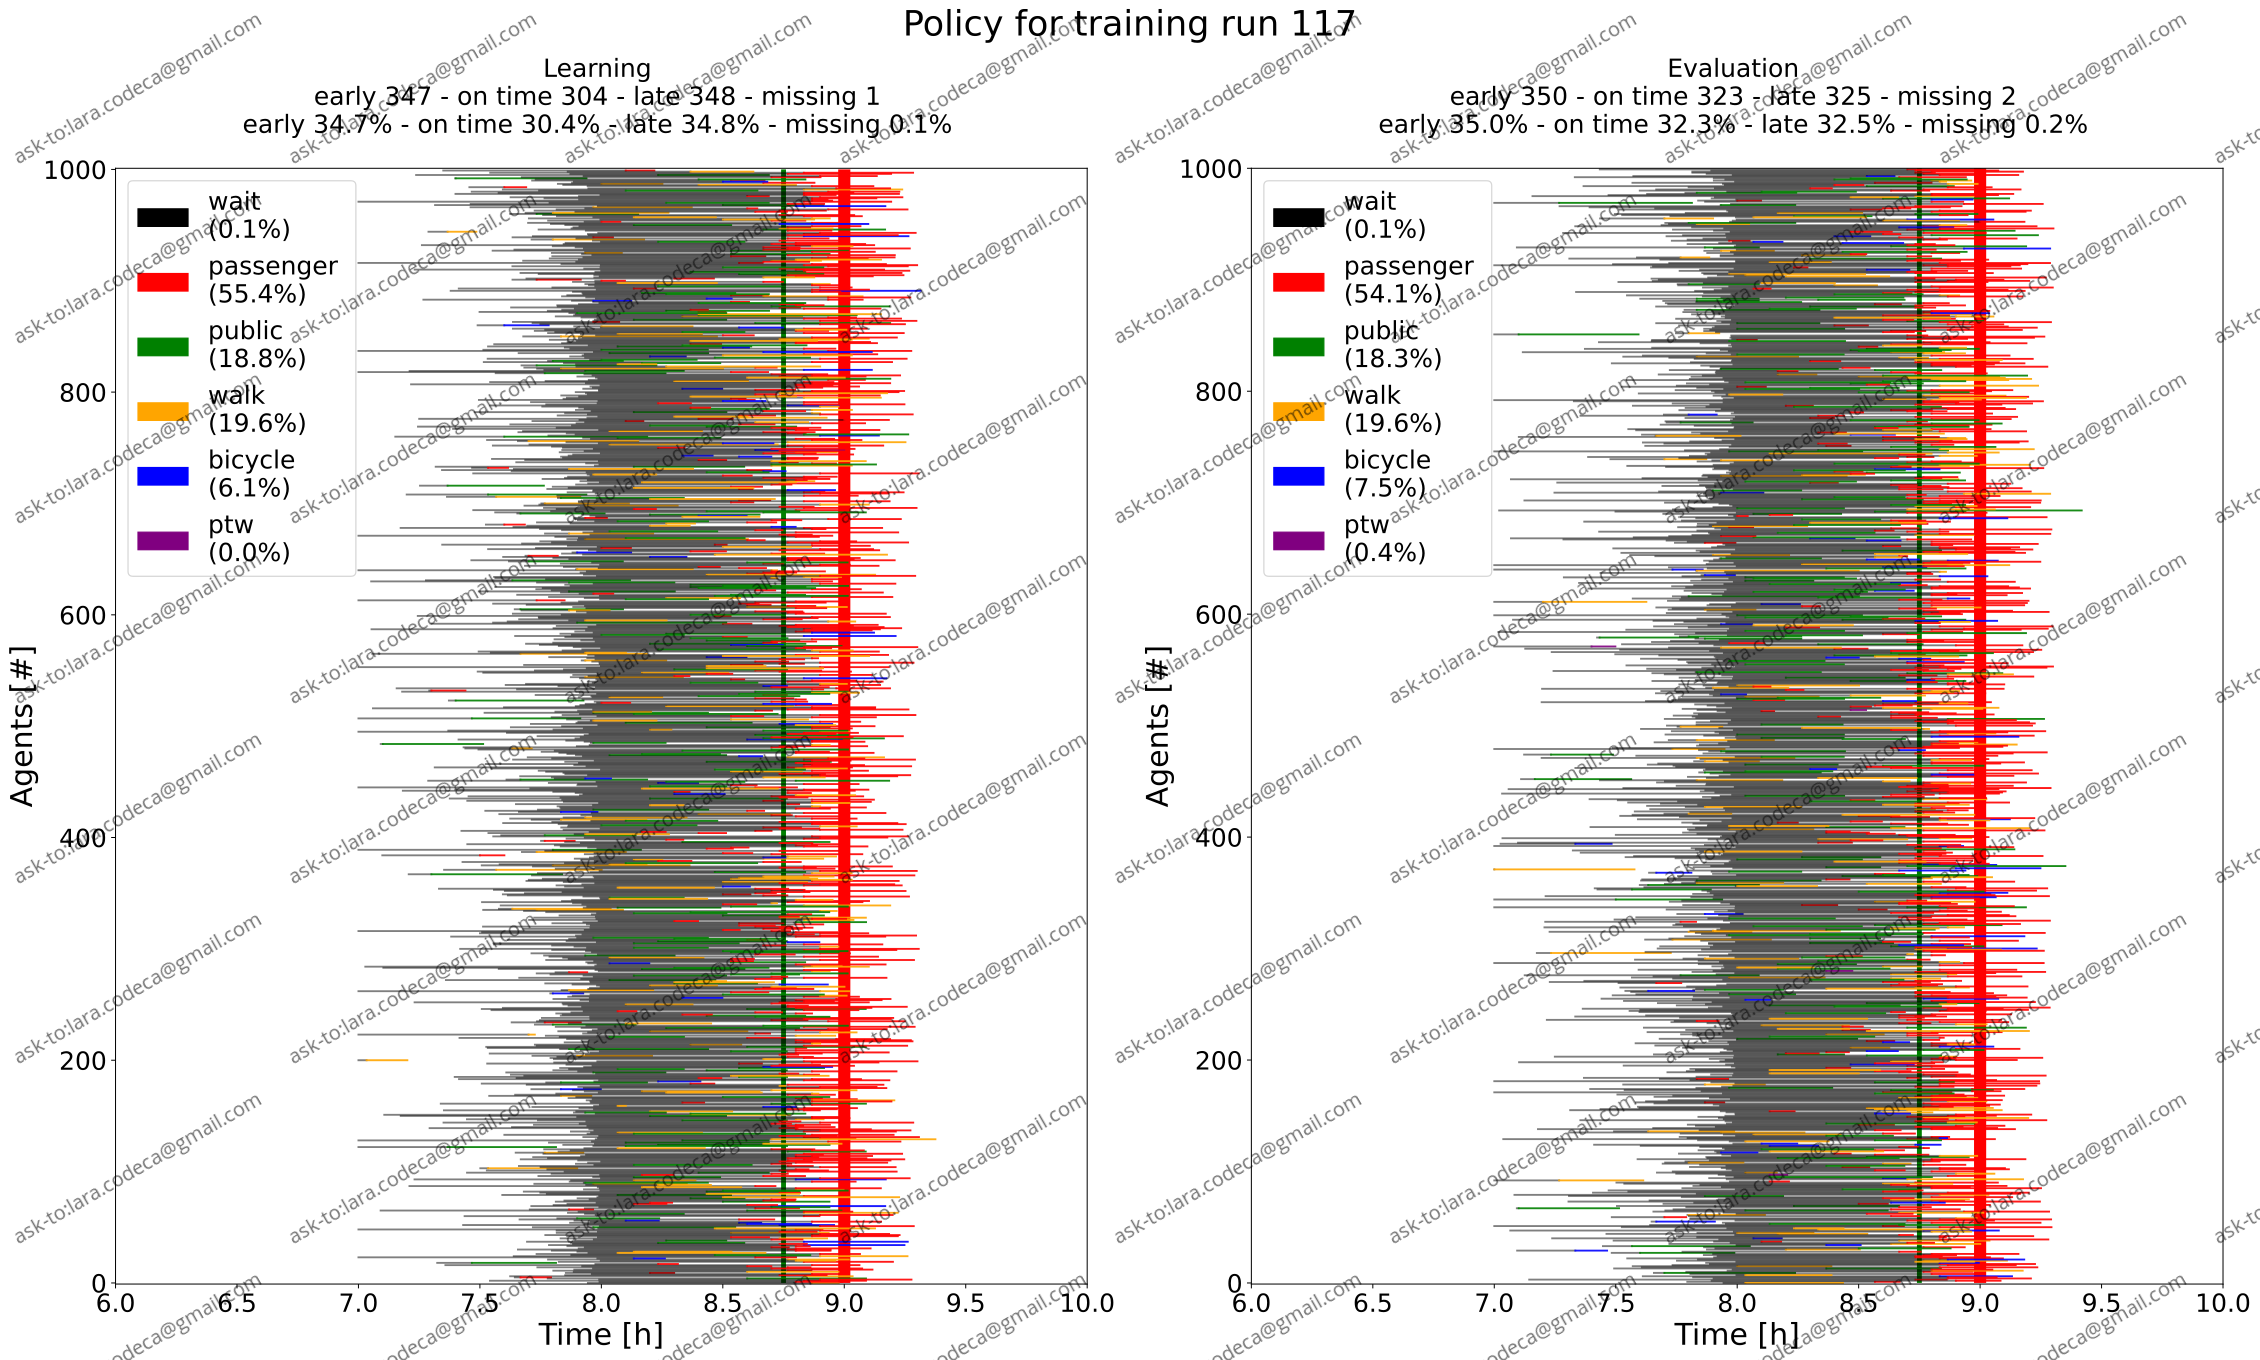 Policy for training run 117
Learning
early 347 - on time 304 - late 348 - missing 1
early 34.7% - on time 30.4% - late 34.8% - missing 0.1%
Evaluation
early 350 - on time 323 - late 325 - missing 2
early 35.0% - on time 32.3% - late 32.5% - missing 0.2%
wait
(0.1%)
passenger
(55.4%)
public
(18.8%)
walk
(19.6%)
bicycle
(6.1%)
ptw
(0.0%)
Agents [#]
1000
800
600
400
200
0
6.0 6.5 7.0 7.5 8.0 8.5 9.0 9.5 10.0
Time [h]
wait
(0.1%)
passenger
(54.1%)
public
(18.3%)
walk
(19.6%)
bicycle
(7.5%)
ptw
(0.4%)
Agents [#]
1000
800
600
400
200
0
6.0 6.5 7.0 7.5 8.0 8.5 9.0 9.5 10.0
Time [h]
ask-to:lara.codeca@gmail.com